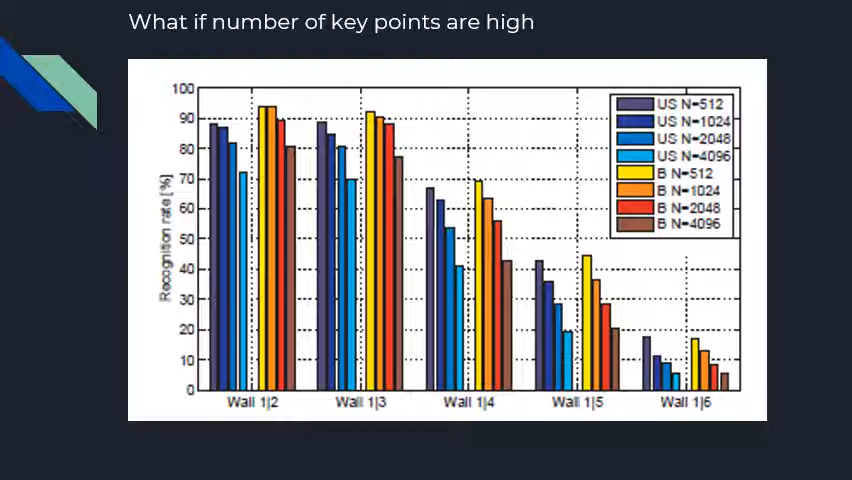 What if number of key points are high
100
90
80
70
60
50
40
30
20
10
0
Recognition rate [%]
US N=512
US N=1024
US N=2048
US N=4096
B N=512
B N=1024
B N=2048
B N=4096
Wall 1|2 Wall 1|3 Wall 1|4 Wall 1|5 Wall 1|6